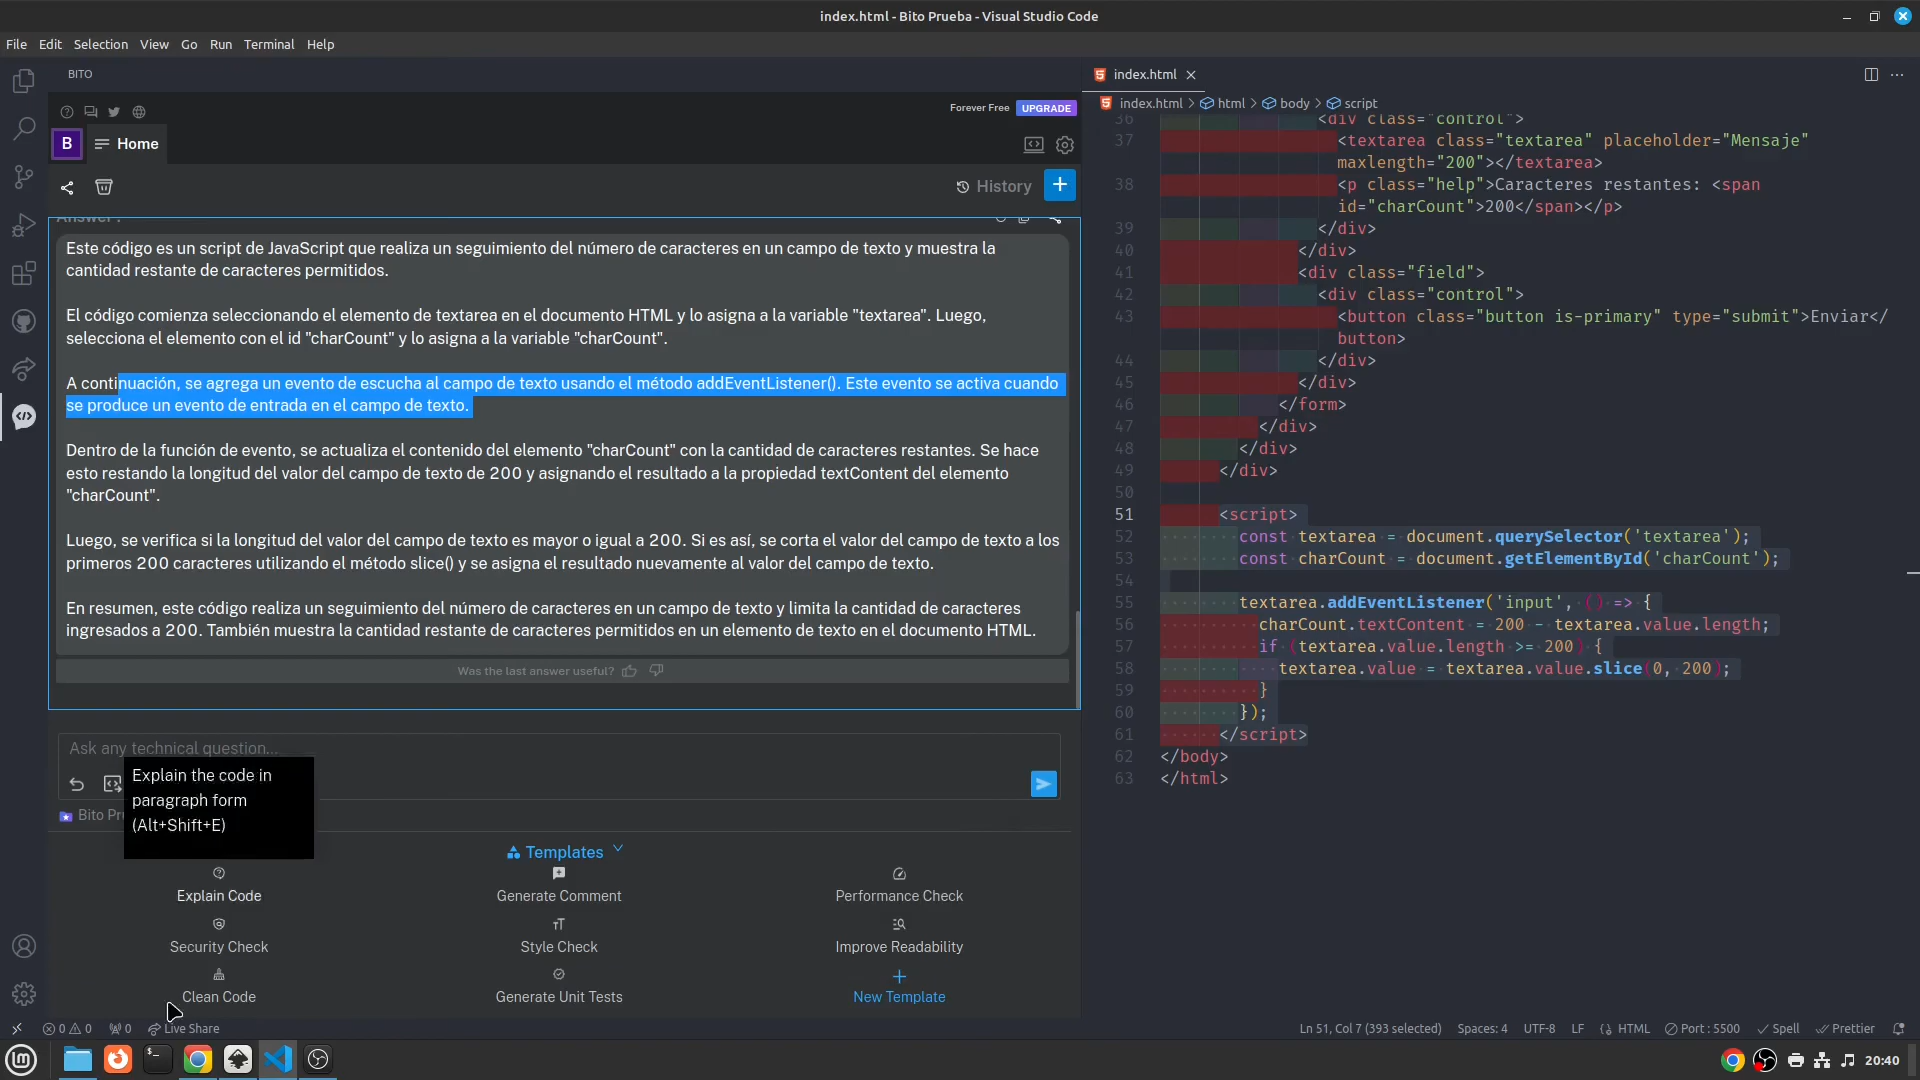 index.html - Bito Prueba - Visual Studio Code
File Edit Selection View Go Run Terminal Help
BITO
Forever Free UPGRADE
B Home
History
Answer :
Este código es un script de JavaScript que realiza un seguimiento del número de caracteres en un campo de texto y muestra la
cantidad restante de caracteres permitidos.
El código comienza seleccionando el elemento de textarea en el documento HTML y lo asigna a la variable "textarea". Luego,
selecciona el elemento con el id "charCount" y lo asigna a la variable "charCount".
A continuación, se agrega un evento de escucha al campo de texto usando el método addEventListener(). Este evento se activa cuando
se produce un evento de entrada en el campo de texto.
Dentro de la función de evento, se actualiza el contenido del elemento "charCount" con la cantidad de caracteres restantes. Se hace
esto restando la longitud del valor del campo de texto de 200 y asignando el resultado a la propiedad textContent del elemento
"charCount".
Luego, se verifica si la longitud del valor del campo de texto es mayor o igual a 200. Si es así, se corta el valor del campo de texto a los
primeros 200 caracteres utilizando el método slice() y se asigna el resultado nuevamente al valor del campo de texto.
En resumen, este código realiza un seguimiento del número de caracteres en un campo de texto y limita la cantidad de caracteres
ingresados a 200. También muestra la cantidad restante de caracteres permitidos en un elemento de texto en el documento HTML.
Was the last answer useful?
Ask any technical question...
Explain the code in
paragraph form
(Alt+Shift+E)
Bito Pr
Templates
Explain Code Generate Comment Performance Check
Security Check Style Check Improve Readability
Clean Code Generate Unit Tests New Template
index.html
index.html > html > body > script
36 <div class="control">
37 <textarea class="textarea" placeholder="Mensaje"
maxlength="200"></textarea>
38 <p class="help">Caracteres restantes: <span
id="charCount">200</span></p>
39 </div>
40 </div>
41 <div class="field">
42 <div class="control">
43 <button class="button is-primary" type="submit">Enviar</
button>
44 </div>
45 </div>
46 </form>
47 </div>
48 </div>
49 </div>
50
51 <script>
52 const textarea = document.querySelector('textarea');
53 const charCount = document.getElementById('charCount');
54
55 textarea.addEventListener('input', () => {
56 charCount.textContent = 200 - textarea.value.length;
57 if (textarea.value.length >= 200) {
58 textarea.value = textarea.value.slice(0, 200);
59 }
60 });
61 </script>
62 </body>
63 </html>
0 0 0 Live Share
Ln 51, Col 7 (393 selected) Spaces: 4 UTF-8 LF HTML Port : 5500 Spell Prettier
20:40